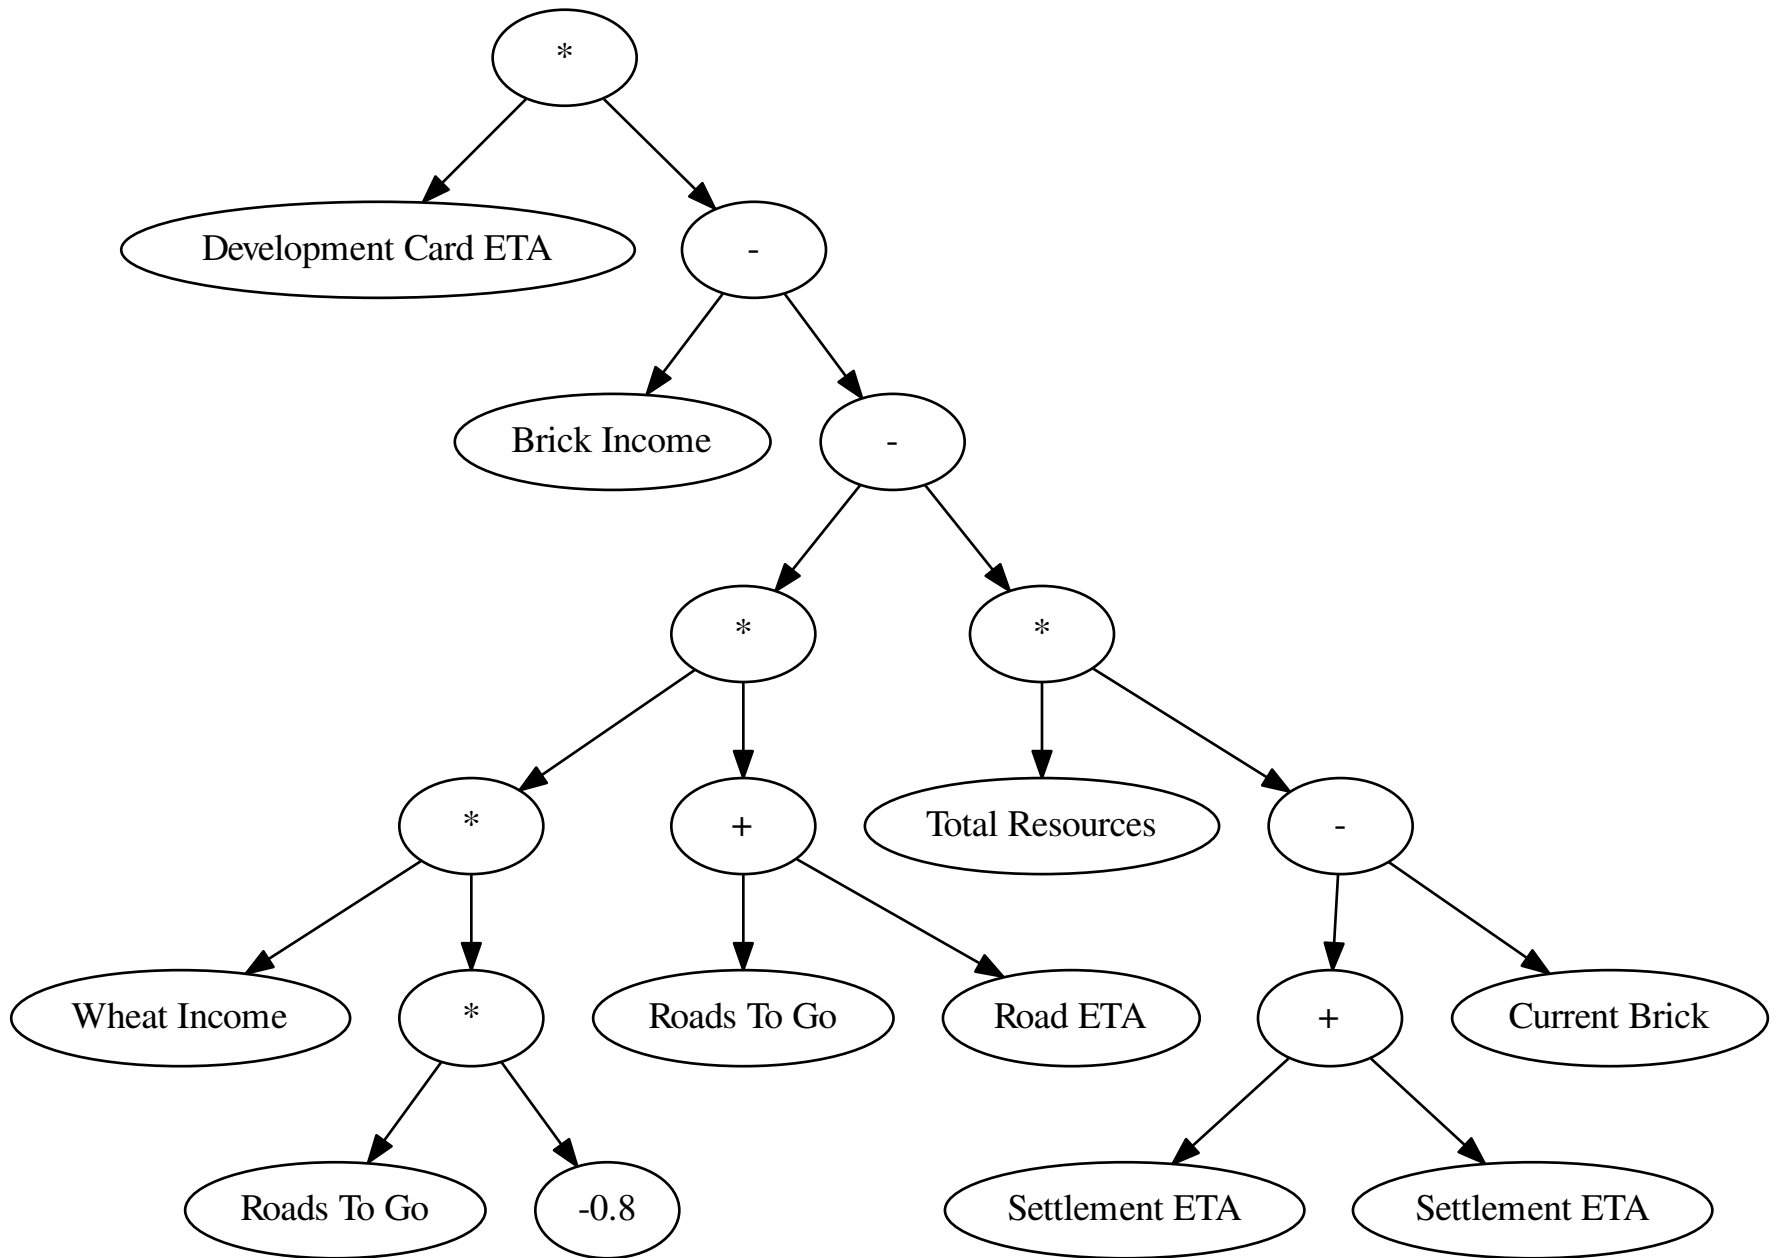 *
Development Card ETA
-
Brick Income
-
*
*
*
+
Total Resources
-
Wheat Income
*
Roads To Go
Road ETA
+
Current Brick
Roads To Go
-0.8
Settlement ETA
Settlement ETA